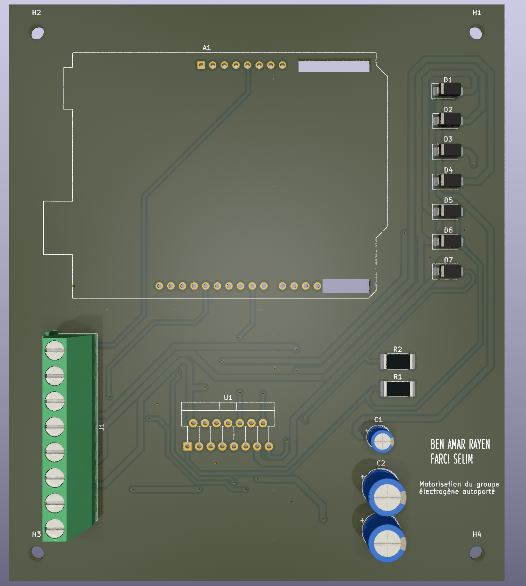 H2
H1
A1
D1
D2
D3
D4
D5
D6
D7
R2
R1
U1
J1
C1
C2
BEN AMAR RAYEN
FARCI SELIM
Motorisation du groupe
électrogène autoporté
H3
H4